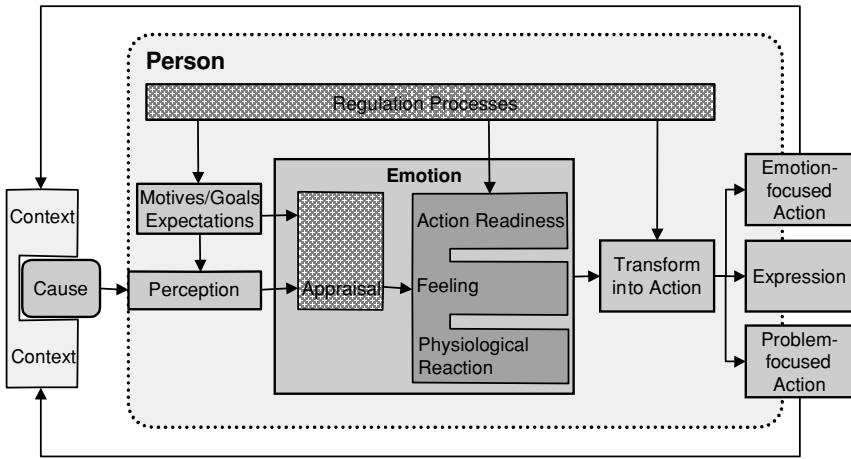 Person
Regulation Processes
Emotion
Context
Motives/Goals
Expectations
Action Readiness
Emotion-
focused
Action
Cause
Perception
Appraisal
Feeling
Transform
into Action
Expression
Context
Physiological
Reaction
Problem-
focused
Action